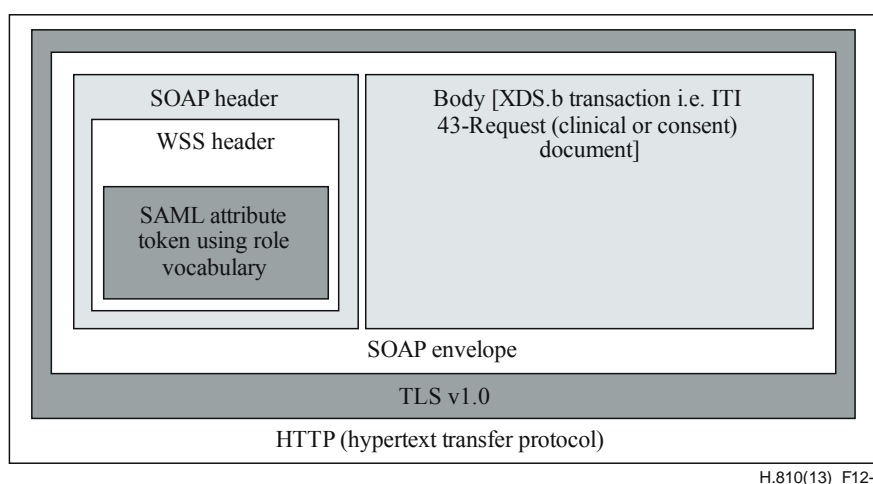 SOAP header
WSS header
SAML attribute
token using role
vocabulary
Body [XDS.b transaction i.e. ITI
43-Request (clinical or consent)
document]
SOAP envelope
TLS v1.0
HTTP (hypertext transfer protocol)
H.810(13)_F12-